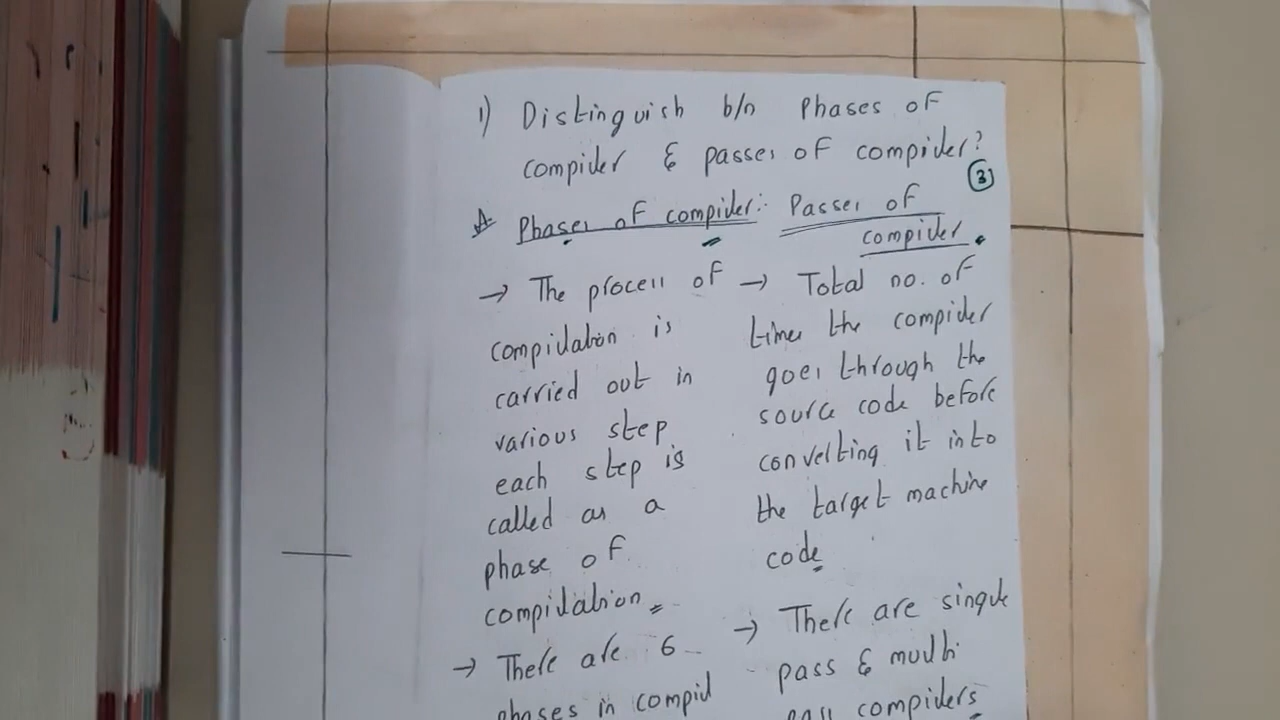 1) Distinguish b/n Phases of
compiler & passes of compiler?
(3)
A Phases of compiler:-
→ The process of
compilation is
carried out in
various step
each step is
called as a
phase of
compilation.
→ There are 6
phases in compil
Passes of
compiler.
→ Total no. of
times the compiler
goes through the
source code before
converting it into
the target machine
code
→ There are single
pass & multi
pass compilers